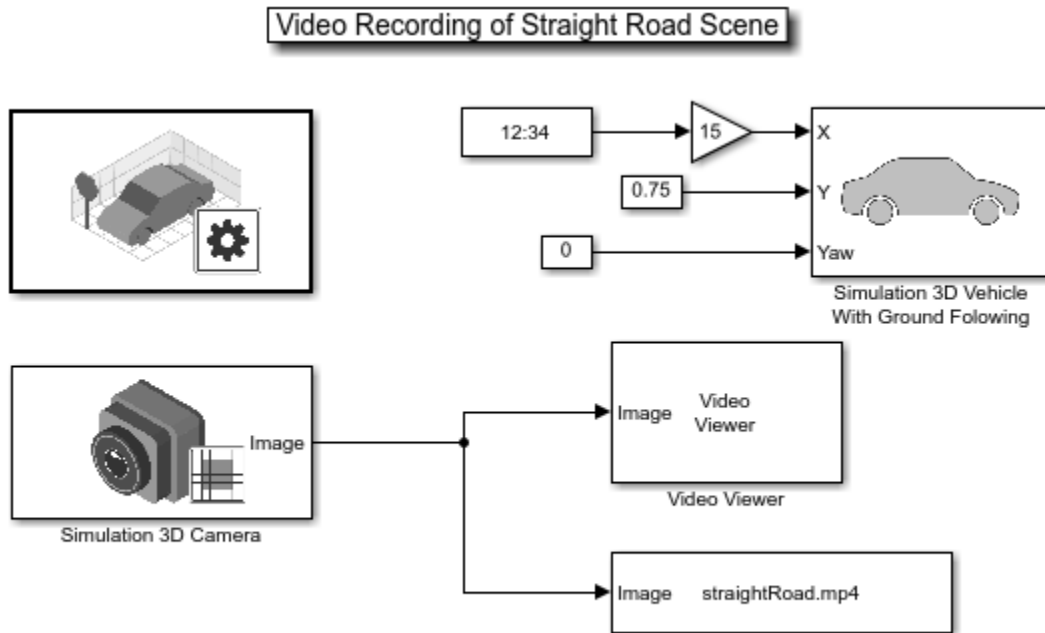 Video Recording of Straight Road Scene
12:34
15
X
0.75
Y
0
Yaw
Simulation 3D Vehicle
With Ground Folowing
Image
Simulation 3D Camera
Image
Video
Viewer
Video Viewer
Image
straightRoad.mp4